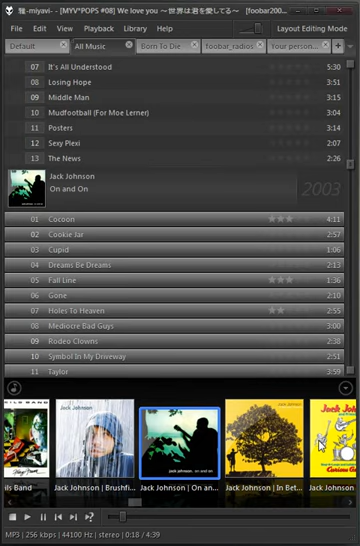 雅-miyavi- - [MYV*POPS #08] We love you ～世界は君を愛してる～ [foobar200...
File Edit View Playback Library Help Layout Editing Mode
Default All Music Born To Die foobar_radios Your person...
07 It's All Understood 5:30
08 Losing Hope 3:51
09 Middle Man 3:15
10 Mudfootball (For Moe Lerner) 3:04
11 Posters 3:14
12 Sexy Plexi 2:07
13 The News 2:26
Jack Johnson
On and On
2003
01 Cocoon 4:11
02 Cookie Jar 2:57
03 Cupid 1:06
04 Dreams Be Dreams 2:13
05 Fall Line 1:36
06 Gone 2:10
07 Holes To Heaven 2:55
08 Mediocre Bad Guys 3:00
09 Rodeo Clowns 2:38
10 Symbol In My Driveway 2:51
11 Taylor 3:59
Jack Johnson
jack johnson, on and on
ils Band Jack Johnson | Brushfi... Jack Johnson | On an... Jack Johnson | In Bet... Jack Johns
MP3 | 256 kbps | 44100 Hz | stereo | 0:18 / 4:39